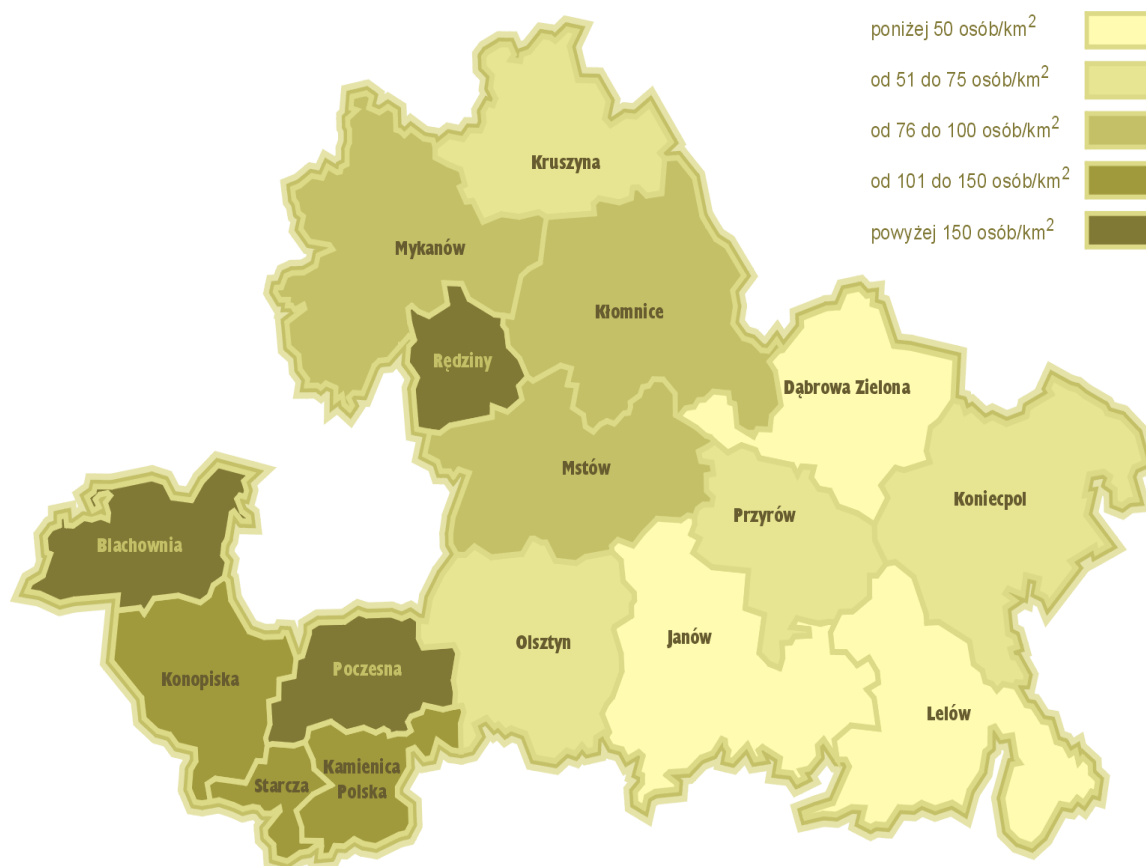 poniżej 50 osób/km²
od 51 do 75 osób/km²
od 76 do 100 osób/km²
od 101 do 150 osób/km²
powyżej 150 osób/km²
Kruszyna
Mykanów
Kłomnice
Rędziny
Dąbrowa Zielona
Mstów
Koniecpol
Przyrów
Blachownia
Olsztyn
Janów
Poczesna
Konopiska
Lelów
Kamienica
Polska
Starcza